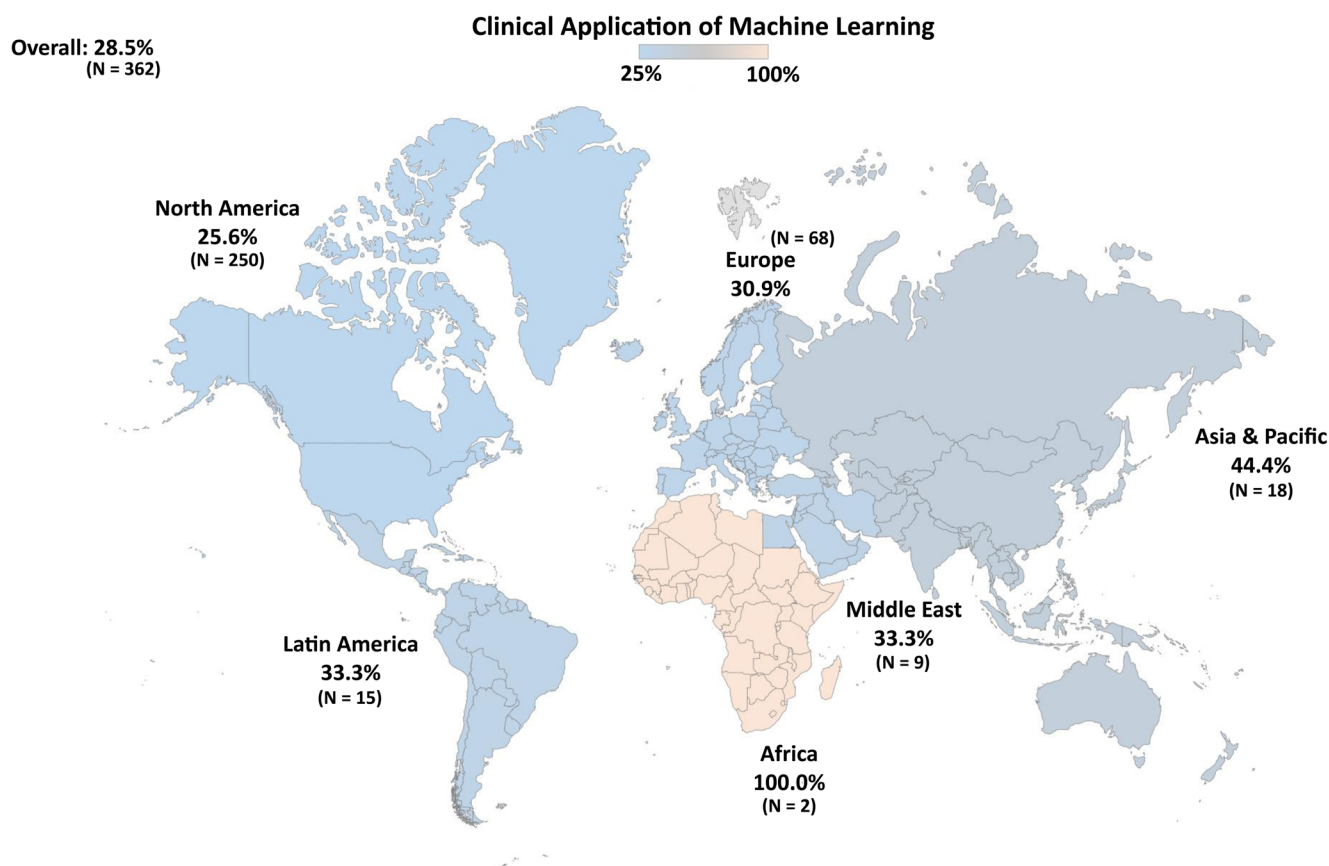 Clinical Application of Machine Learning
25%
100%
Overall: 28.5%
(N = 362)
North America
25.6%
(N = 250)
(N = 68)
Europe
30.9%
Asia & Pacific
44.4%
(N = 18)
Middle East
33.3%
(N = 9)
Latin America
33.3%
(N = 15)
Africa
100.0%
(N = 2)